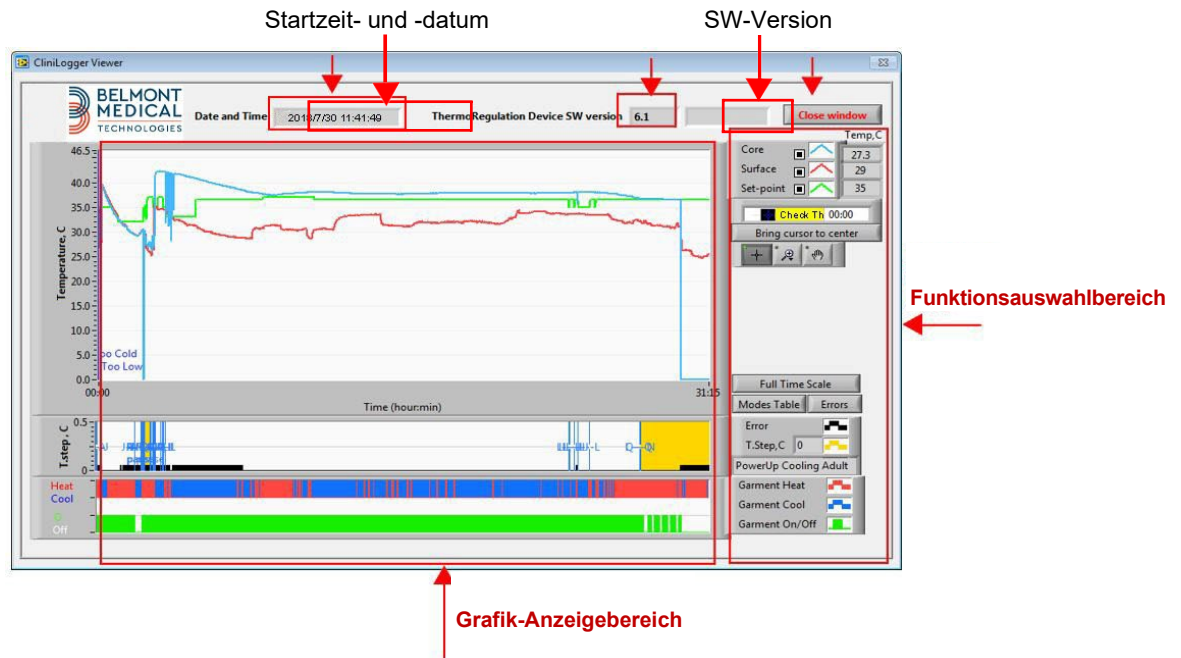 Startzeit- und -datum
SW-Version
CliniLogger Viewer
BELMONT
MEDICAL
TECHNOLOGIES
Date and Time
2018/7/30 11:41:49
ThermoRegulation Device SW version
6.1
Close window
Temp,C
Core
27.3
Surface
29
Set-point
35
Check Th 00:00
Bring cursor to center
Funktionsauswahlbereich
46.5
40.0
35.0
30.0
25.0
20.0
15.0
10.0
5.0
0.0
Temperature, C
oo Cold
Too Low
00:00
31:15
Time (hour:min)
Full Time Scale
Modes Table
Errors
0.5
0
T.step, C
Error
T.Step,C 0
PowerUp Cooling Adult
Heat
Cool
Off
Garment Heat
Garment Cool
Garment On/Off
Grafik-Anzeigebereich